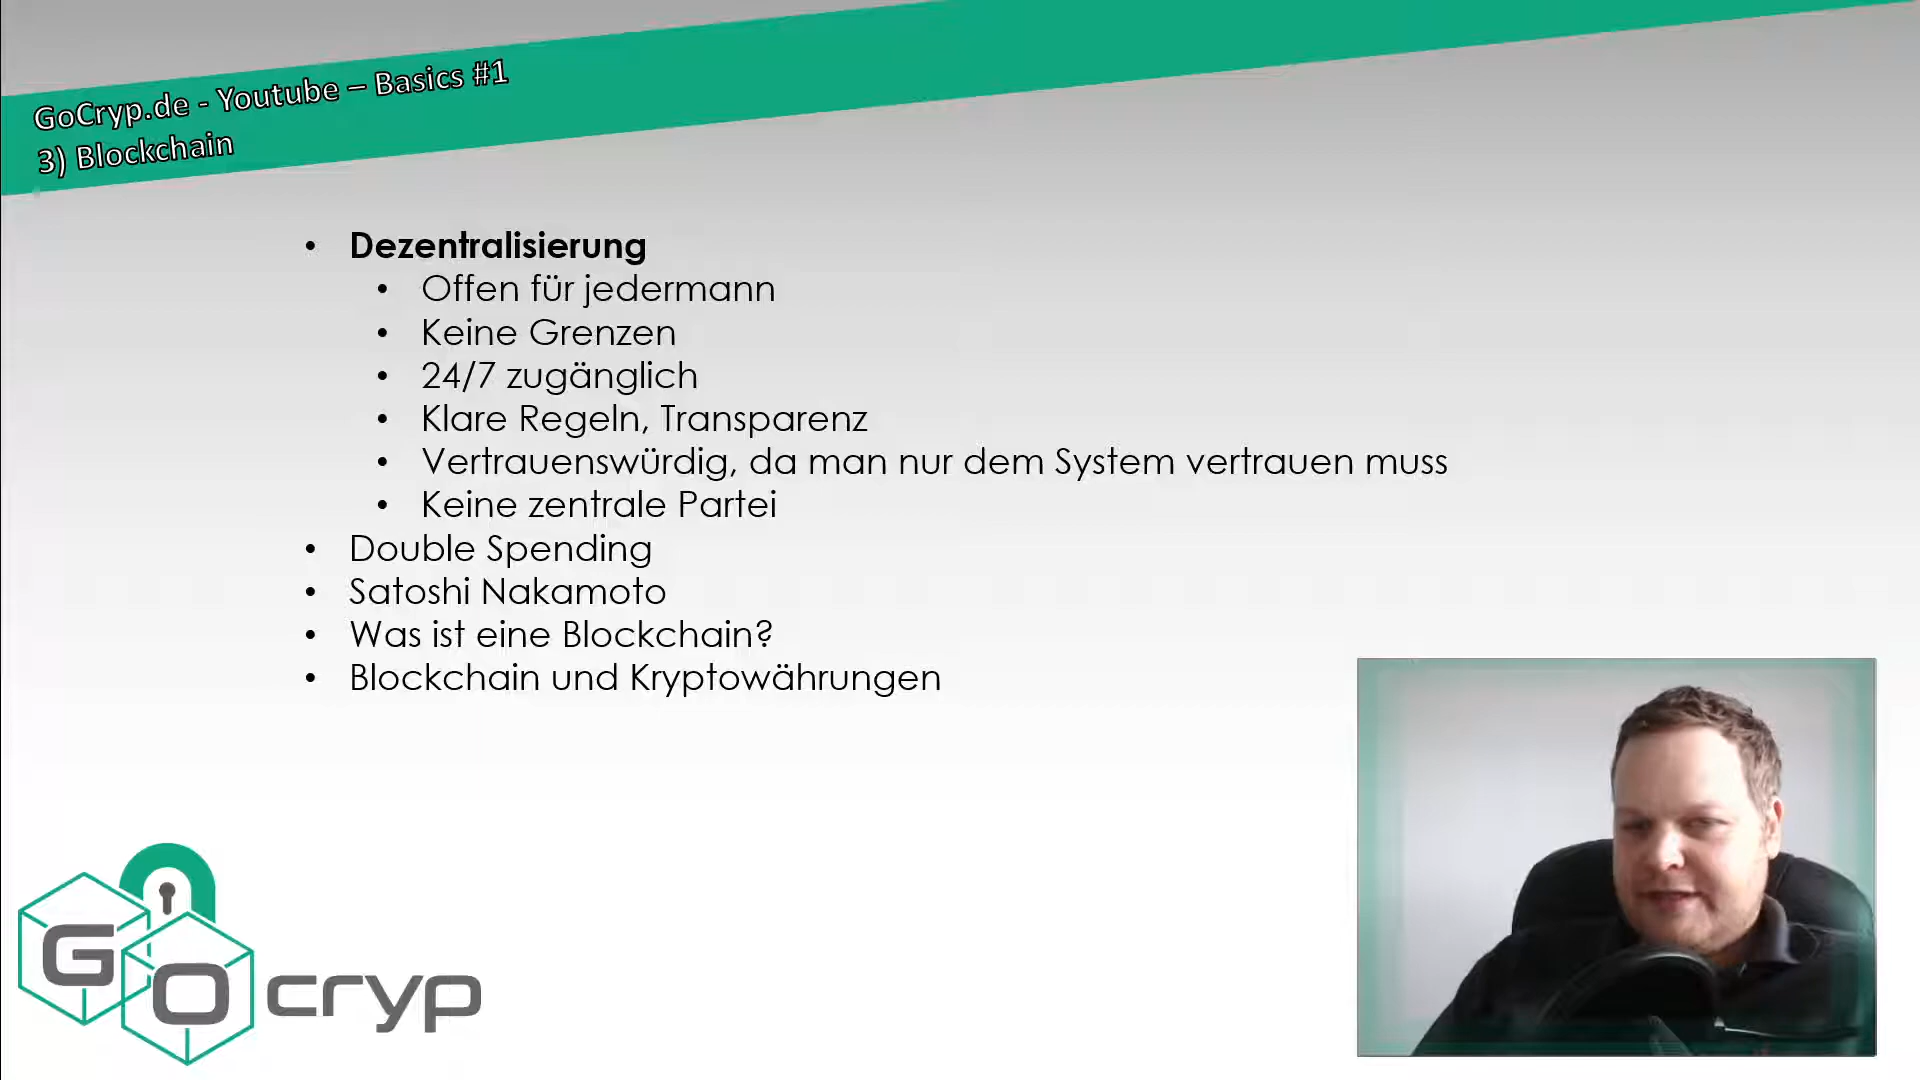 GoCryp.de - Youtube – Basics #1
3) Blockchain
• Dezentralisierung
• Offen für jedermann
• Keine Grenzen
• 24/7 zugänglich
• Klare Regeln, Transparenz
• Vertrauenswürdig, da man nur dem System vertrauen muss
• Keine zentrale Partei
• Double Spending
• Satoshi Nakamoto
• Was ist eine Blockchain?
• Blockchain und Kryptowährungen
GO cryp